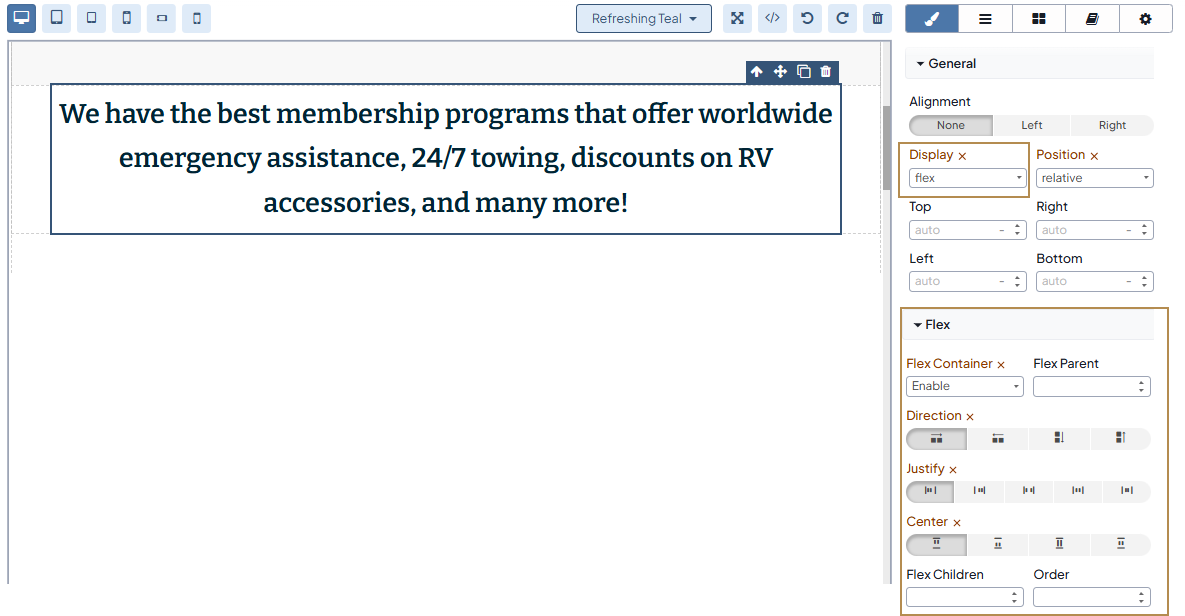 Refreshing Teal
</>
General
We have the best membership programs that offer worldwide
emergency assistance, 24/7 towing, discounts on RV
accessories, and many more!
Alignment
None Left Right
Display × Position ×
flex relative
Top Right
auto - auto -
Left Bottom
auto - auto -
Flex
Flex Container × Flex Parent
Enable
Direction ×
Justify ×
Center ×
Flex Children Order